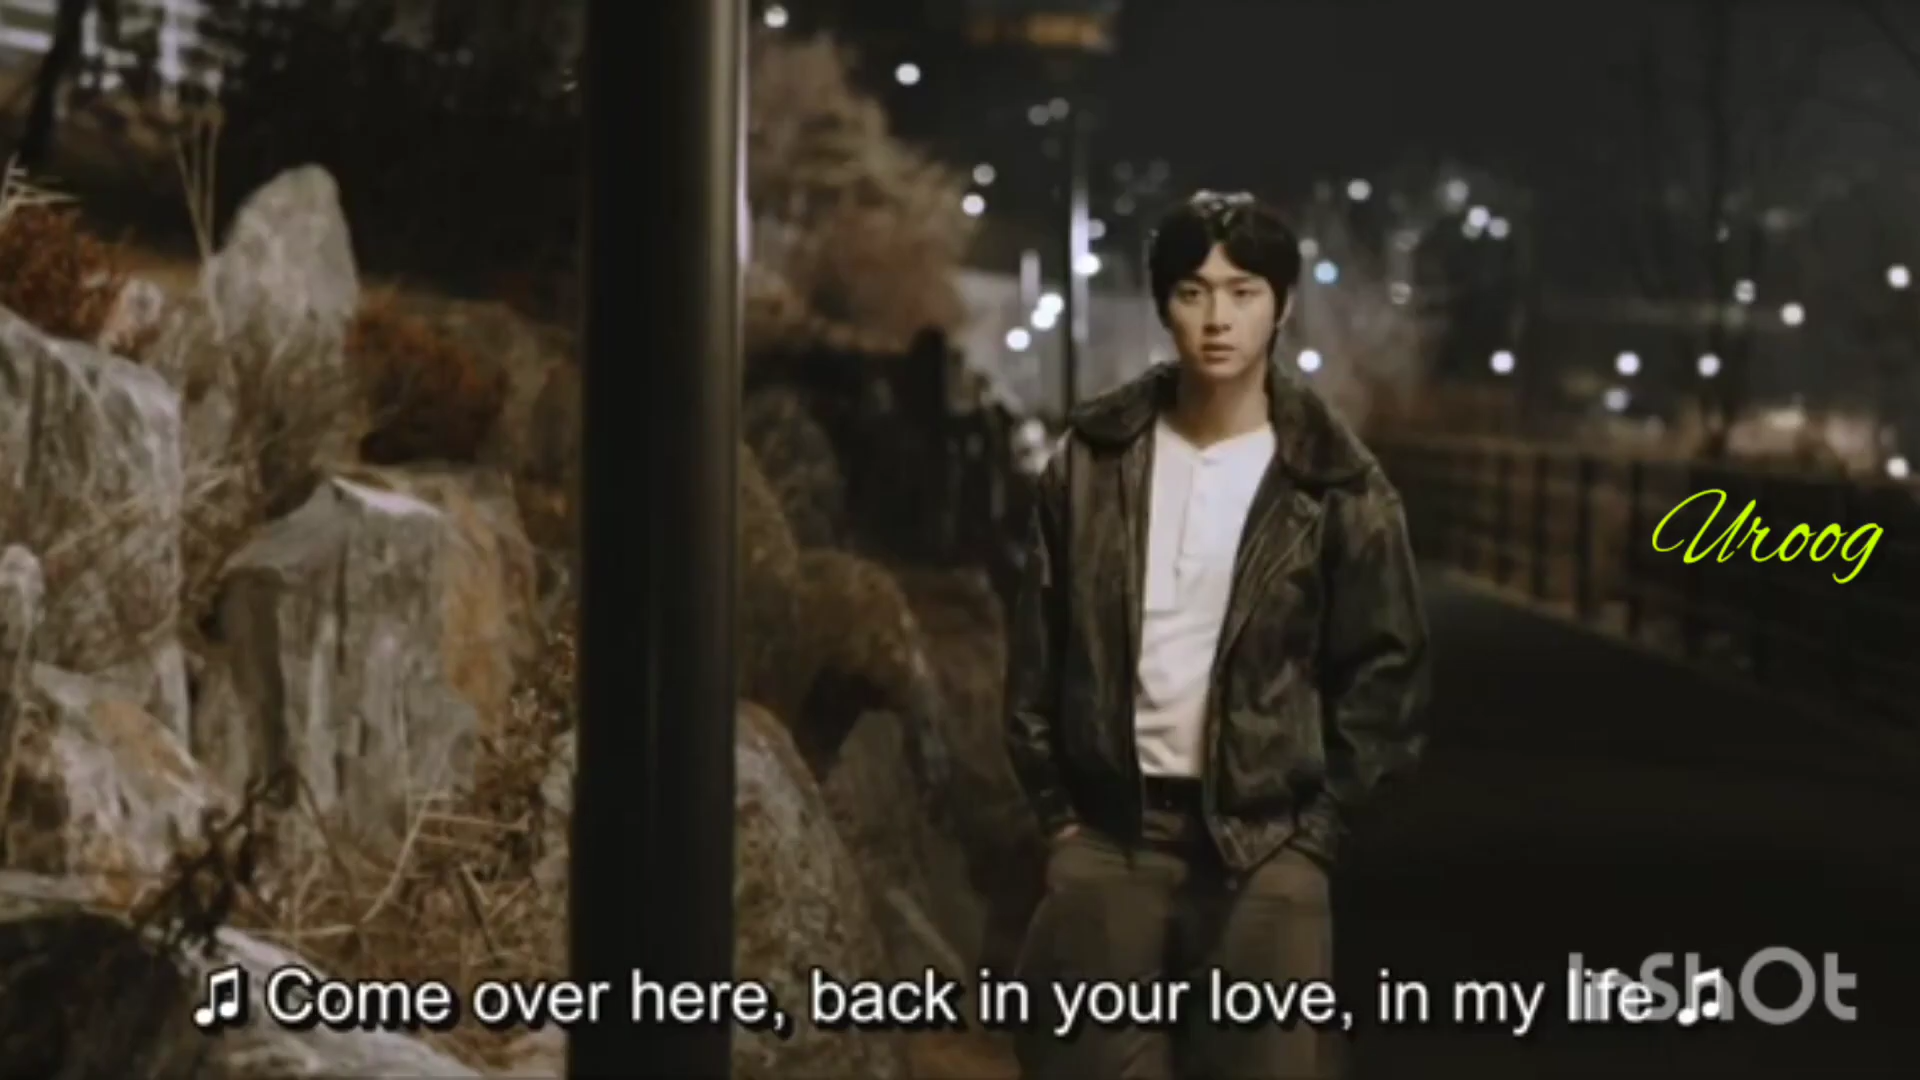 Uroog
♫ Come over here, back in your love, in my life ♫
InShOt